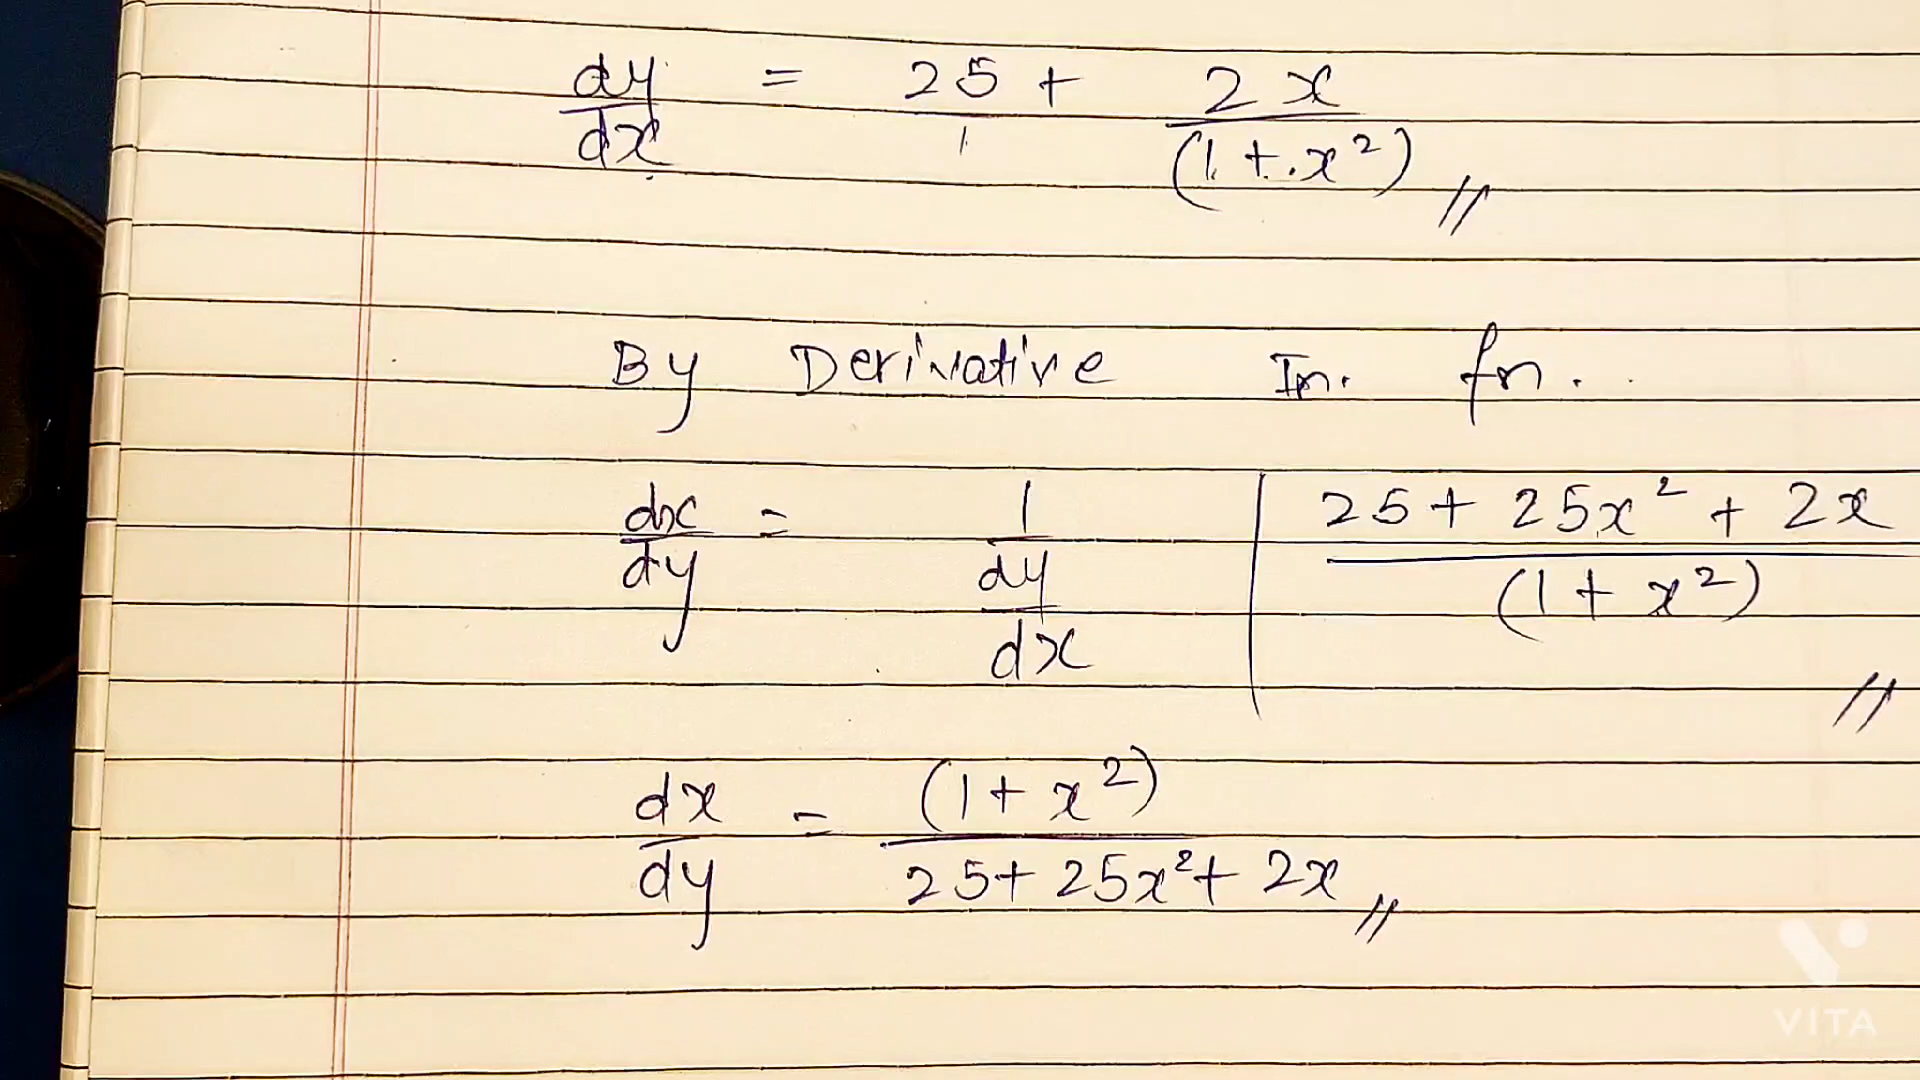 dy/dx = 25/1 + 2x/(1+x²) //
By Derivative In. fn.
dx/dy = 1/(dy/dx) | (25 + 25x² + 2x)/(1+x²) //
dx/dy = (1+x²)/(25+25x²+2x) //
VITA